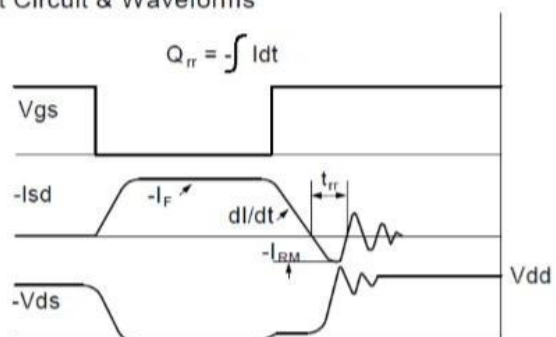 t Circuit & Waveforms
Qrr = -∫ Idt
Vgs
trr
-Isd
-IF
dI/dt
-IRM
Vdd
-Vds